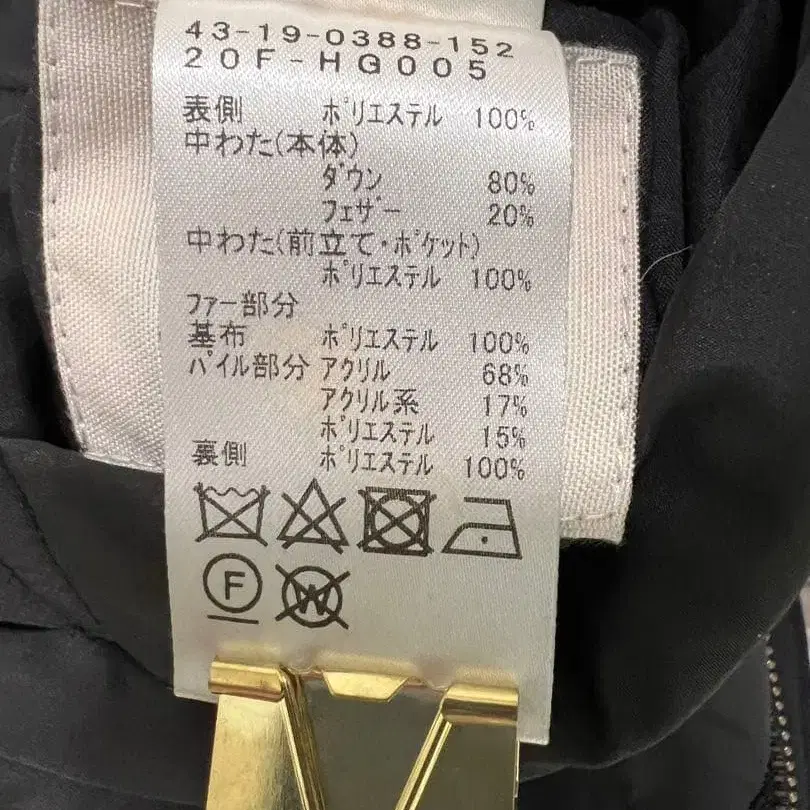 43-19-0388-152
20F-HG005
表側 ﾎﾟﾘｴｽﾃﾙ 100%
中わた(本体)
ﾀﾞｳﾝ 80%
ﾌｪｻﾞｰ 20%
中わた(前立て・ﾎﾟｹｯﾄ)
ﾎﾟﾘｴｽﾃﾙ 100%
ﾌｧｰ部分
基布 ﾎﾟﾘｴｽﾃﾙ 100%
ﾊﾟｲﾙ部分 ｱｸﾘﾙ 68%
ｱｸﾘﾙ系 17%
ﾎﾟﾘｴｽﾃﾙ 15%
裏側 ﾎﾟﾘｴｽﾃﾙ 100%
F W